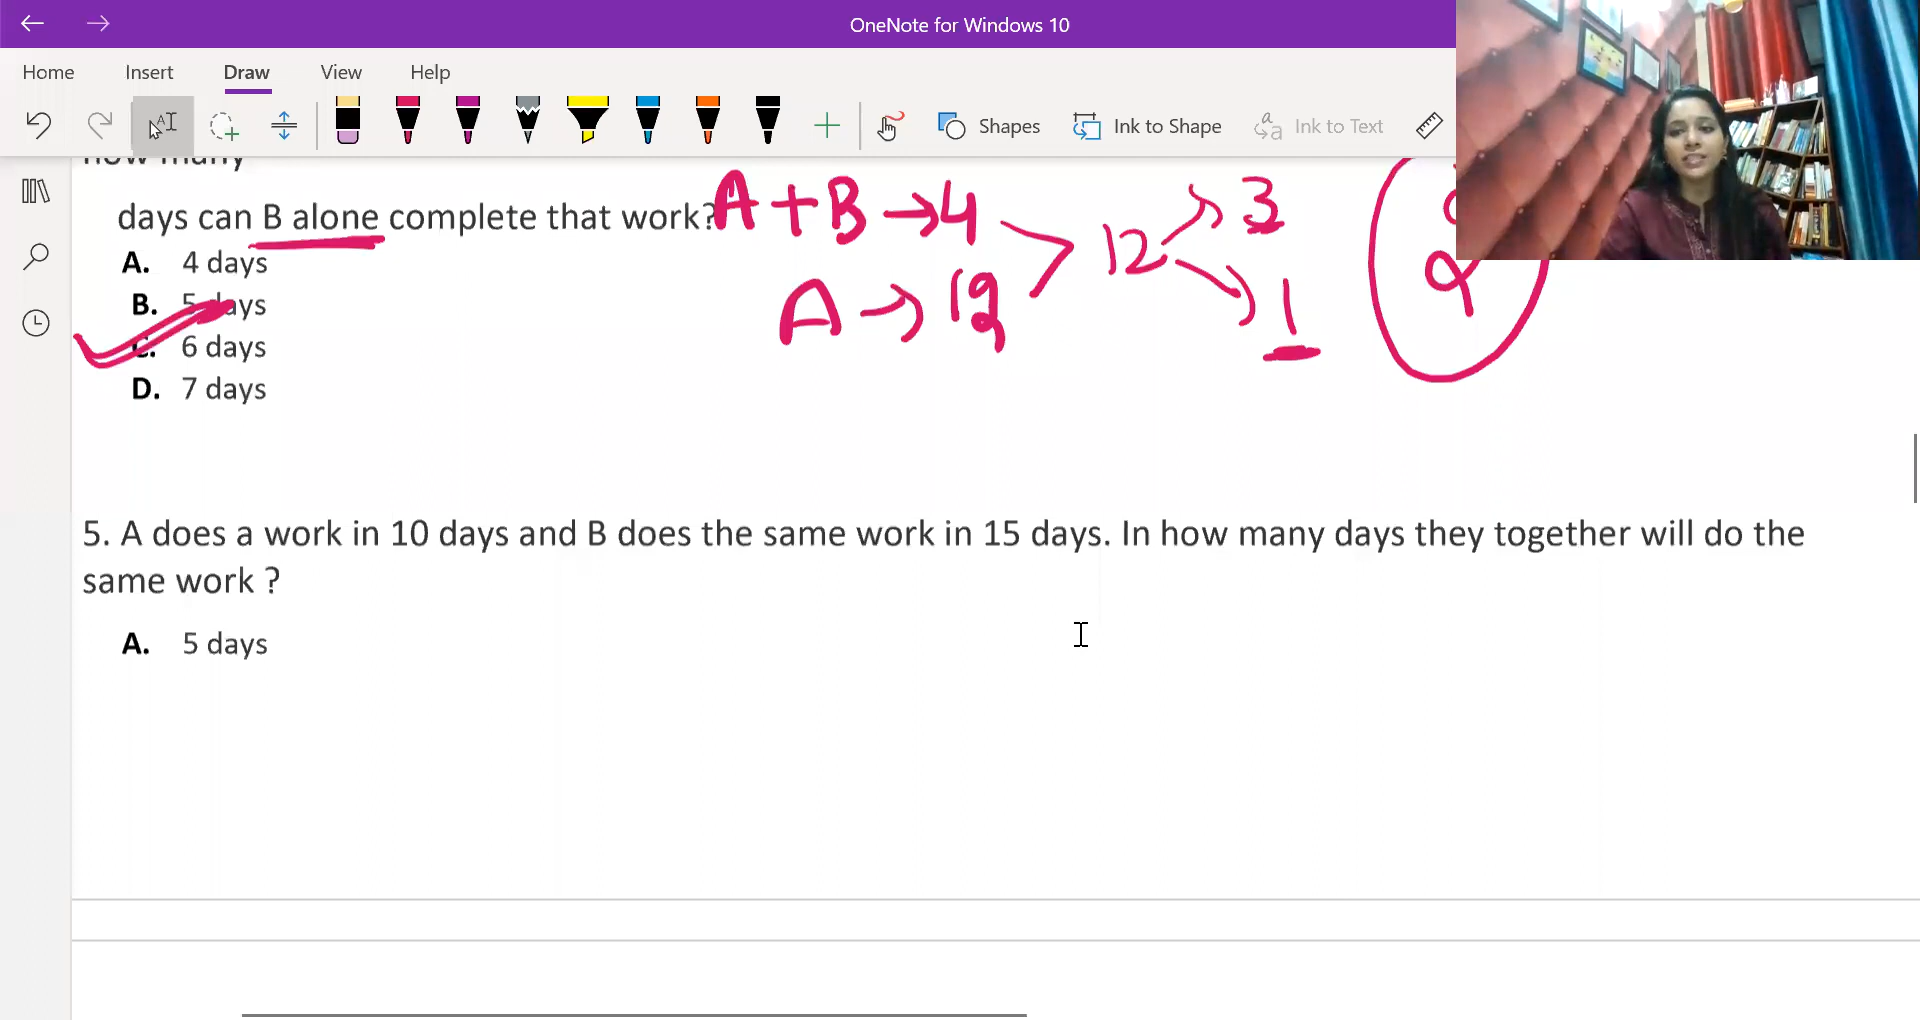 OneNote for Windows 10
Home Insert Draw View Help
Shapes Ink to Shape Ink to Text
how many
days can B alone complete that work?
A + B → 4
12
3
A → 12
1
A. 4 days
B. 5 days
C. 6 days
D. 7 days
5. A does a work in 10 days and B does the same work in 15 days. In how many days they together will do the
same work ?
A. 5 days